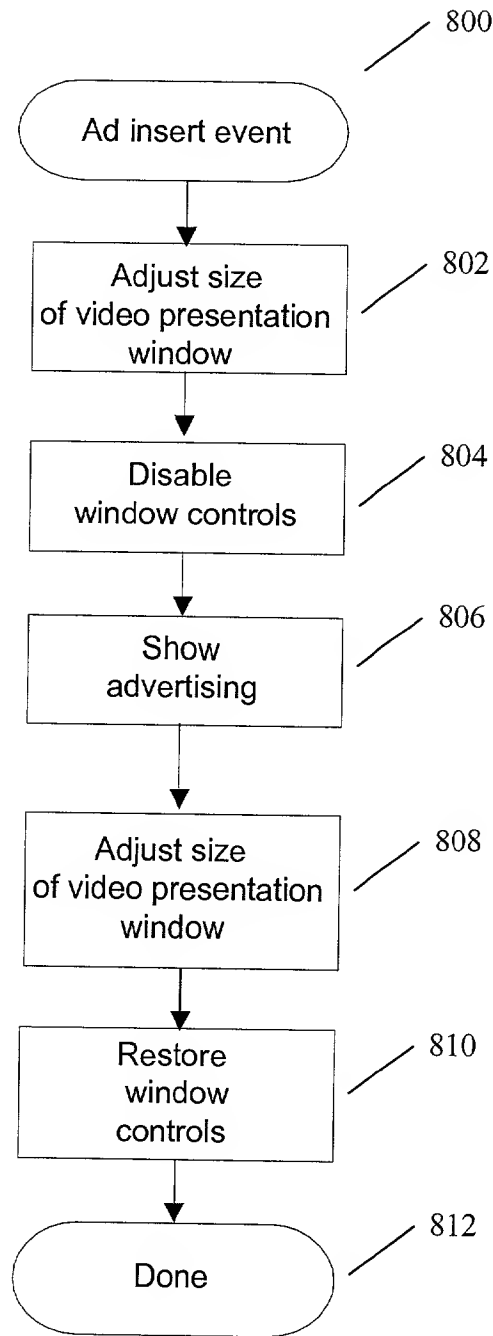 800
Ad insert event
802
Adjust size
of video presentation
window
804
Disable
window controls
806
Show
advertising
808
Adjust size
of video presentation
window
810
Restore
window
controls
812
Done